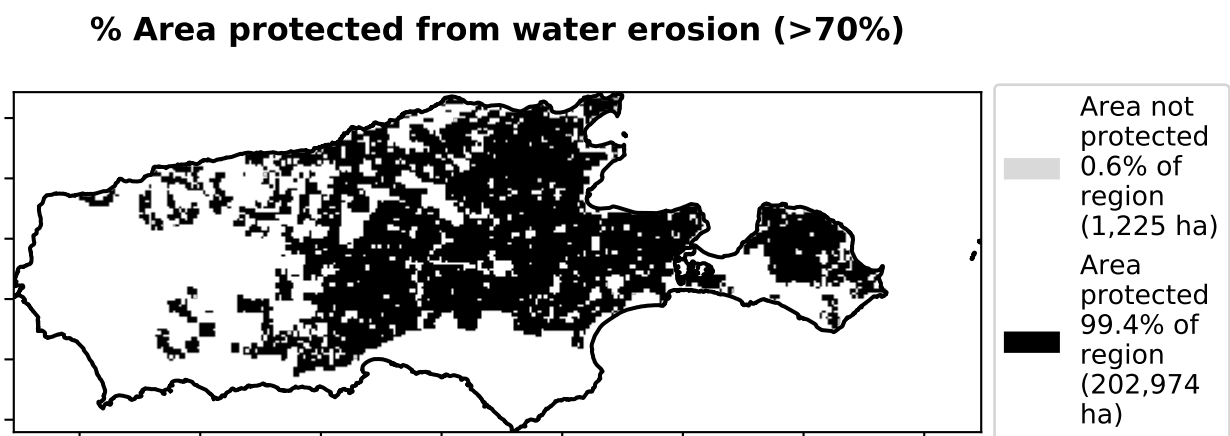 % Area protected from water erosion (>70%)
Area not
protected
0.6% of
region
(1,225 ha)
Area
protected
99.4% of
region
(202,974
ha)